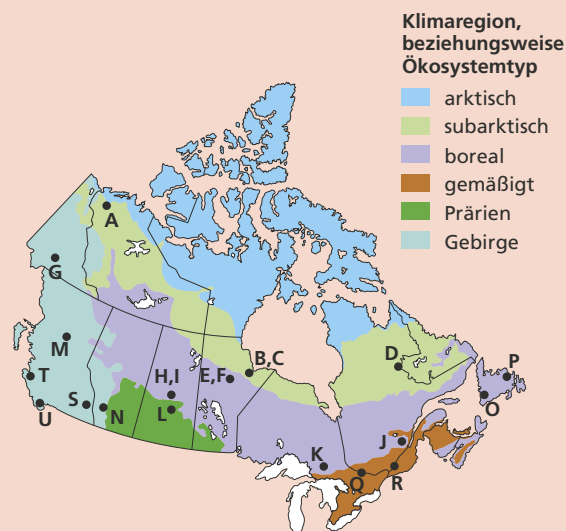 Klimaregion,
beziehungsweise
Ökosystemtyp
arktisch
subarktisch
boreal
gemäßigt
Prärien
Gebirge
A
G
M
T
U
S
N
H,I
L
E,F
B,C
D
P
O
J
K
Q
R